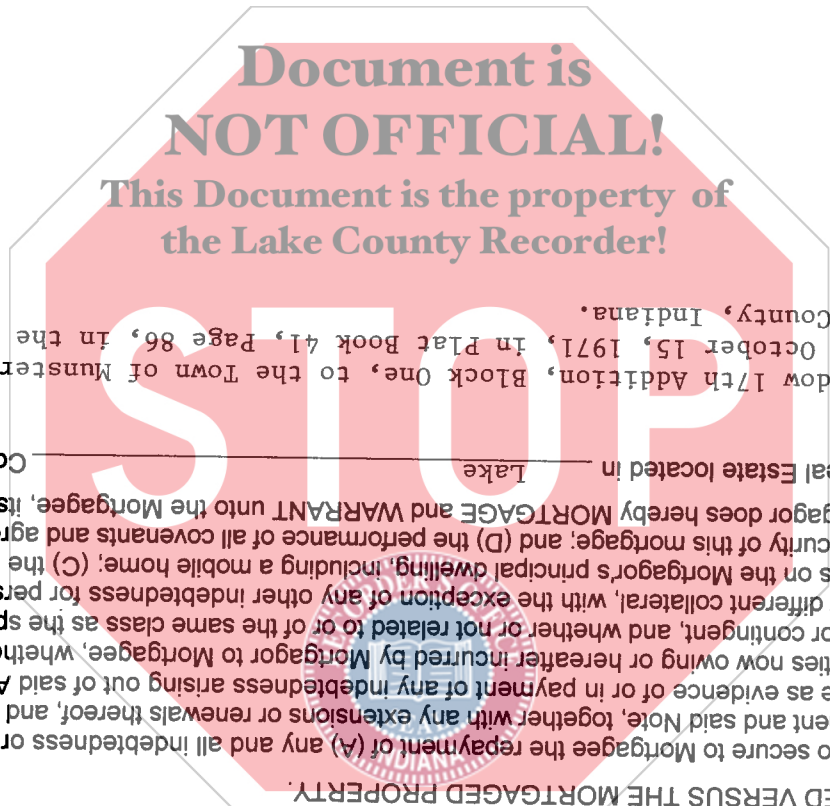 Document is
NOT OFFICIAL!
This Document is the property of
the Lake County Recorder!
STOP
INDIANA
ED VERSUS THE MORTGAGED PROPERTY.
o secure to Mortgagee the repayment of (A) any and all indebtedness or
ent and said Note, together with any extensions or renewals thereof, and
e as evidence of or in payment of any indebtedness arising out of said A
ties now owing or hereafter incurred by Mortgagor to Mortgagee, wheth
or contingent, and whether or not related to or of the same class as the sp
different collateral, with the exception of any other indebtedness for pers
s on the Mortgagor's principal dwelling, including a mobile home; (C) the
curity of this mortgage; and (D) the performance of all covenants and agre
gagor does hereby MORTGAGE and WARRANT unto the Mortgagee, its
eal Estate located in Lake Co
dow 17th Addition, Block One, to the Town of Munster
October 15, 1971, in Plat Book 41, Page 86, in the
County, Indiana.